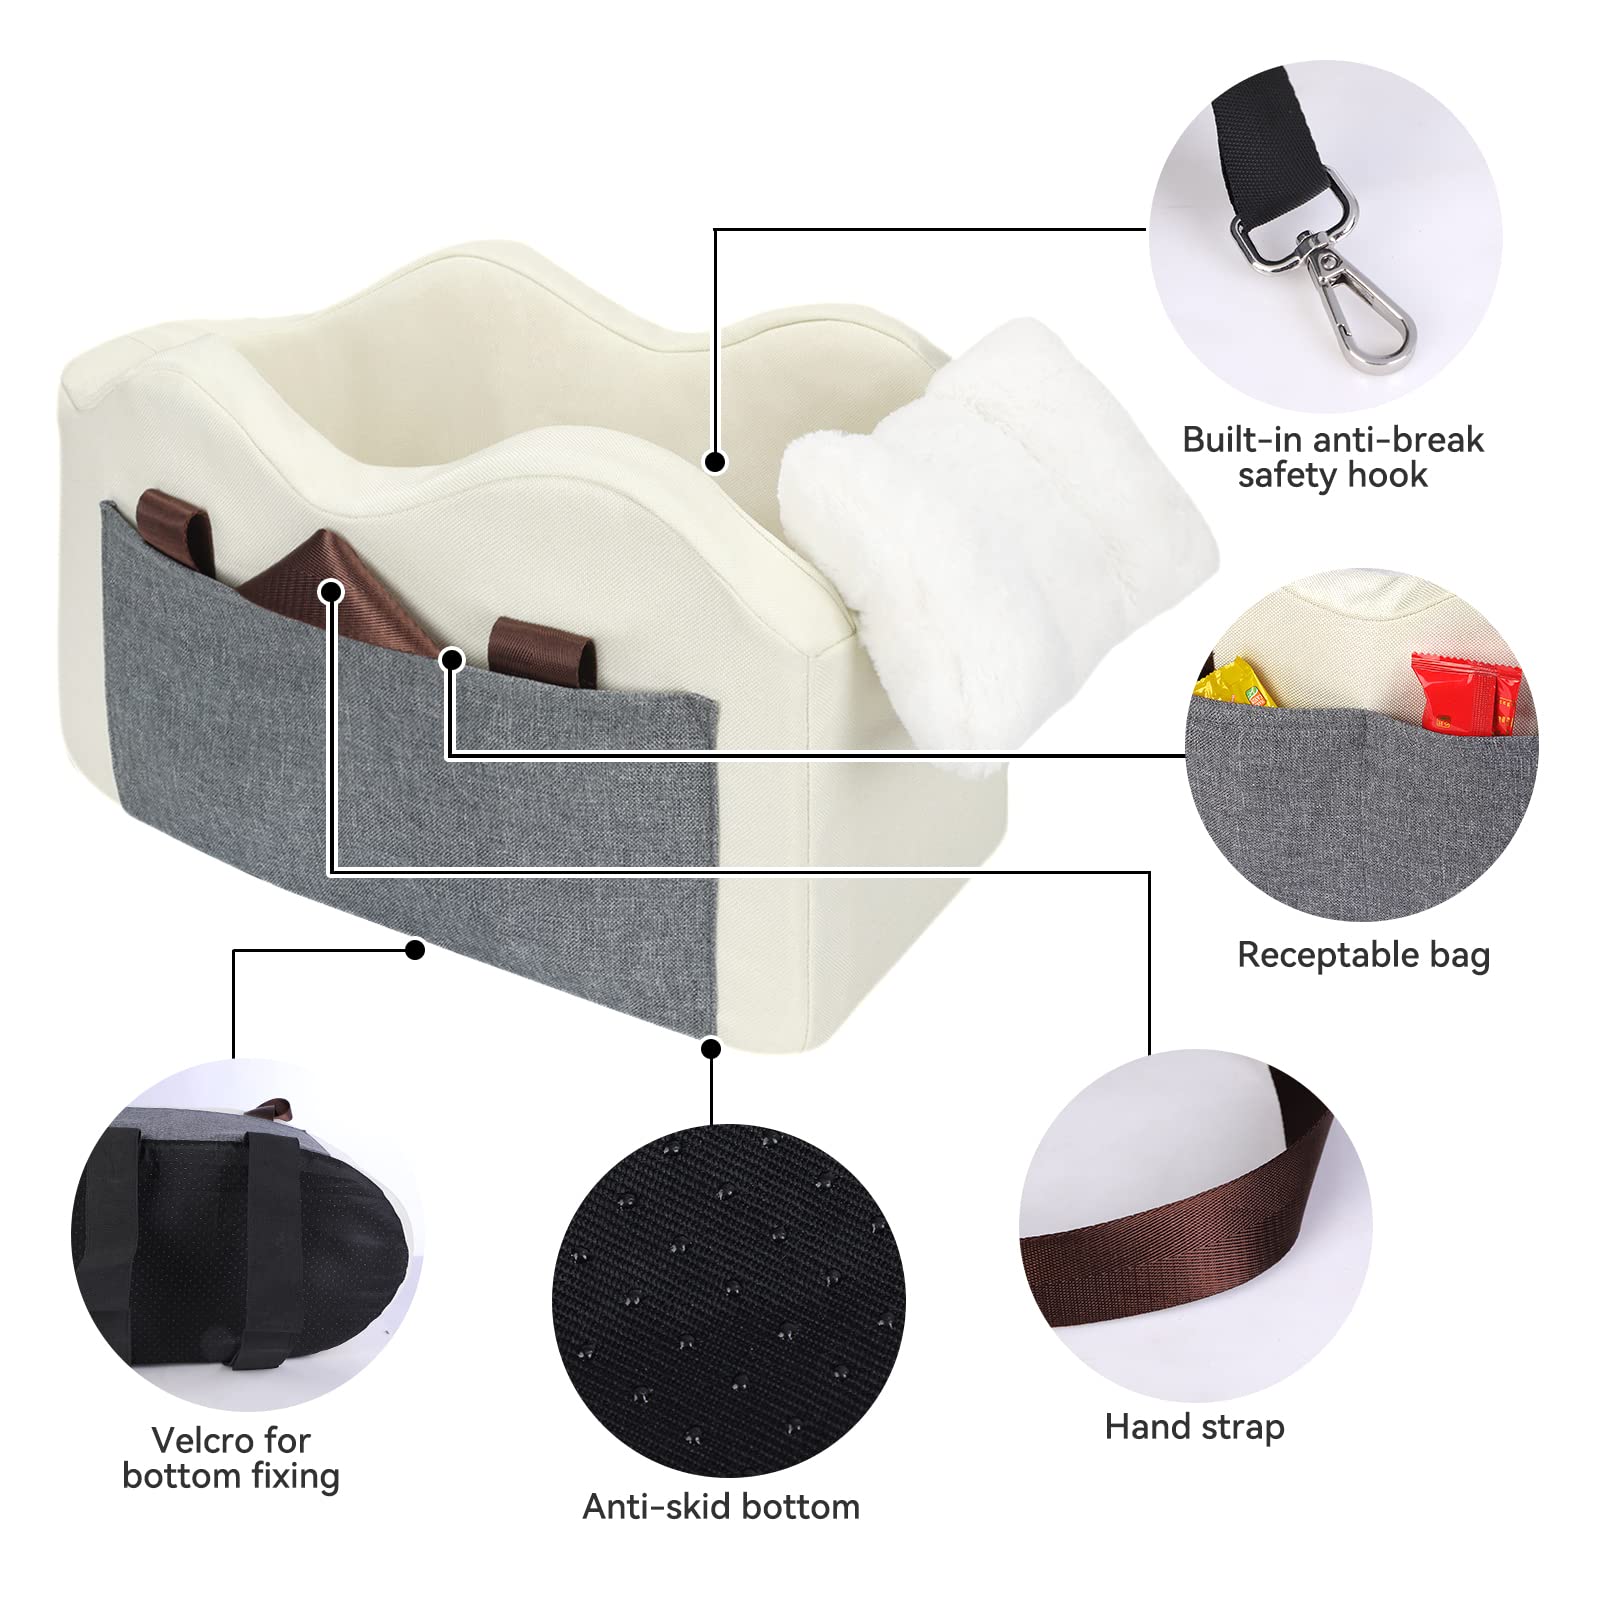 Built-in anti-break
safety hook
Receptable bag
Velcro for
bottom fixing
Anti-skid bottom
Hand strap